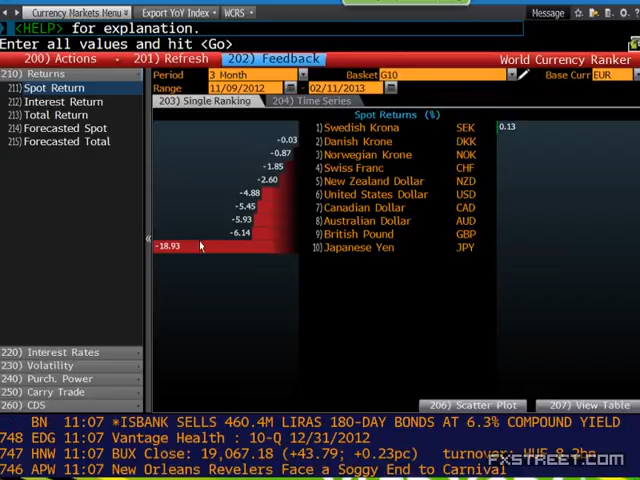 Currency Markets Menu Export YoY Index WCRS Message
<HELP> for explanation.
Enter all values and hit <Go>
200) Actions 201) Refresh 202) Feedback World Currency Ranker
210) Returns
211) Spot Return
212) Interest Return
213) Total Return
214) Forecasted Spot
215) Forecasted Total
220) Interest Rates
230) Volatility
240) Purch. Power
250) Carry Trade
260) CDS
Period 3 Month Basket G10 Base Curr EUR
Range 11/09/2012 - 02/11/2013
203) Single Ranking 204) Time Series
Spot Returns (%)
1) Swedish Krona SEK 0.13
-0.03 2) Danish Krone DKK
-0.87 3) Norwegian Krone NOK
-1.85 4) Swiss Franc CHF
-2.60 5) New Zealand Dollar NZD
-4.88 6) United States Dollar USD
-5.45 7) Canadian Dollar CAD
-5.93 8) Australian Dollar AUD
-6.14 9) British Pound GBP
-18.93 10) Japanese Yen JPY
206) Scatter Plot 207) View Table
BN 11:07 *ISBANK SELLS 460.4M LIRAS 180-DAY BONDS AT 6.3% COMPOUND YIELD
748 EDG 11:07 Vantage Health : 10-Q 12/31/2012
747 HNW 11:07 BUX Close: 19,067.18 (+43.79; +0.23pc) turnover: HUF 8.2bn
746 APW 11:07 New Orleans Revelers Face a Soggy End to Carnival
FXSTREET.COM